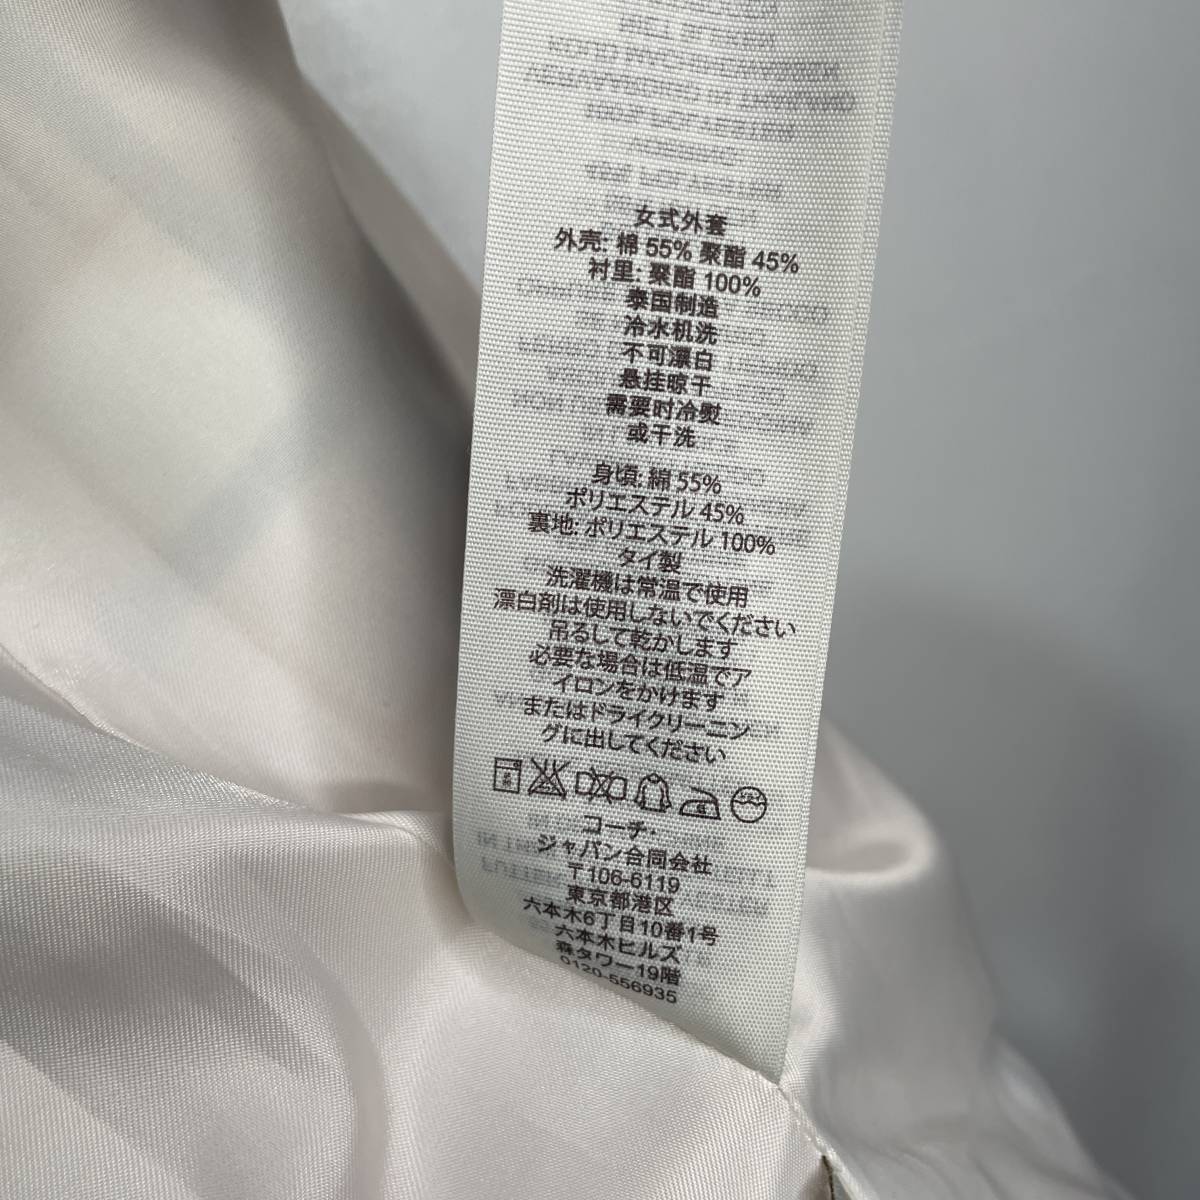 女式外套
外壳: 棉 55% 聚酯 45%
衬里: 聚酯 100%
泰国制造
冷水机洗
不可漂白
悬挂晾干
需要时冷熨
或干洗
身頃: 綿 55%
ポリエステル 45%
裏地: ポリエステル 100%
タイ製
洗濯機は常温で使用
漂白剤は使用しないでください
吊るして乾かします
必要な場合は低温でア
イロンをかけます
またはドライクリーニン
グに出してください
コーチ・
ジャパン合同会社
〒106-6119
東京都港区
六本木6丁目10番1号
六本木ヒルズ
森タワー19階
0120-556935